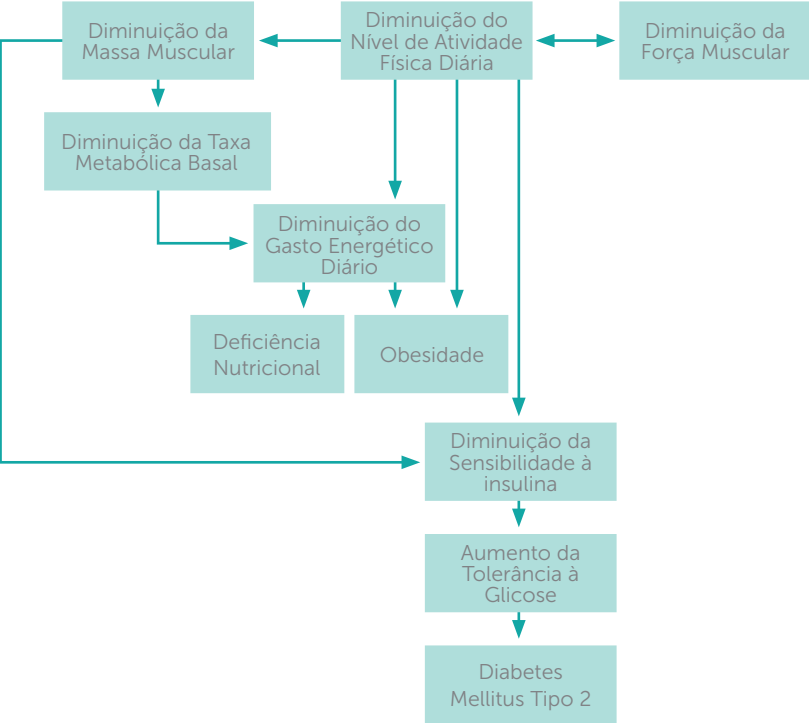 Diminuição da
Massa Muscular
Diminuição do
Nível de Atividade
Física Diária
Diminuição da
Força Muscular
Diminuição da Taxa
Metabólica Basal
Diminuição do
Gasto Energético
Diário
Deficiência
Nutricional
Obesidade
Diminuição da
Sensibilidade à
insulina
Aumento da
Tolerância à
Glicose
Diabetes
Mellitus Tipo 2